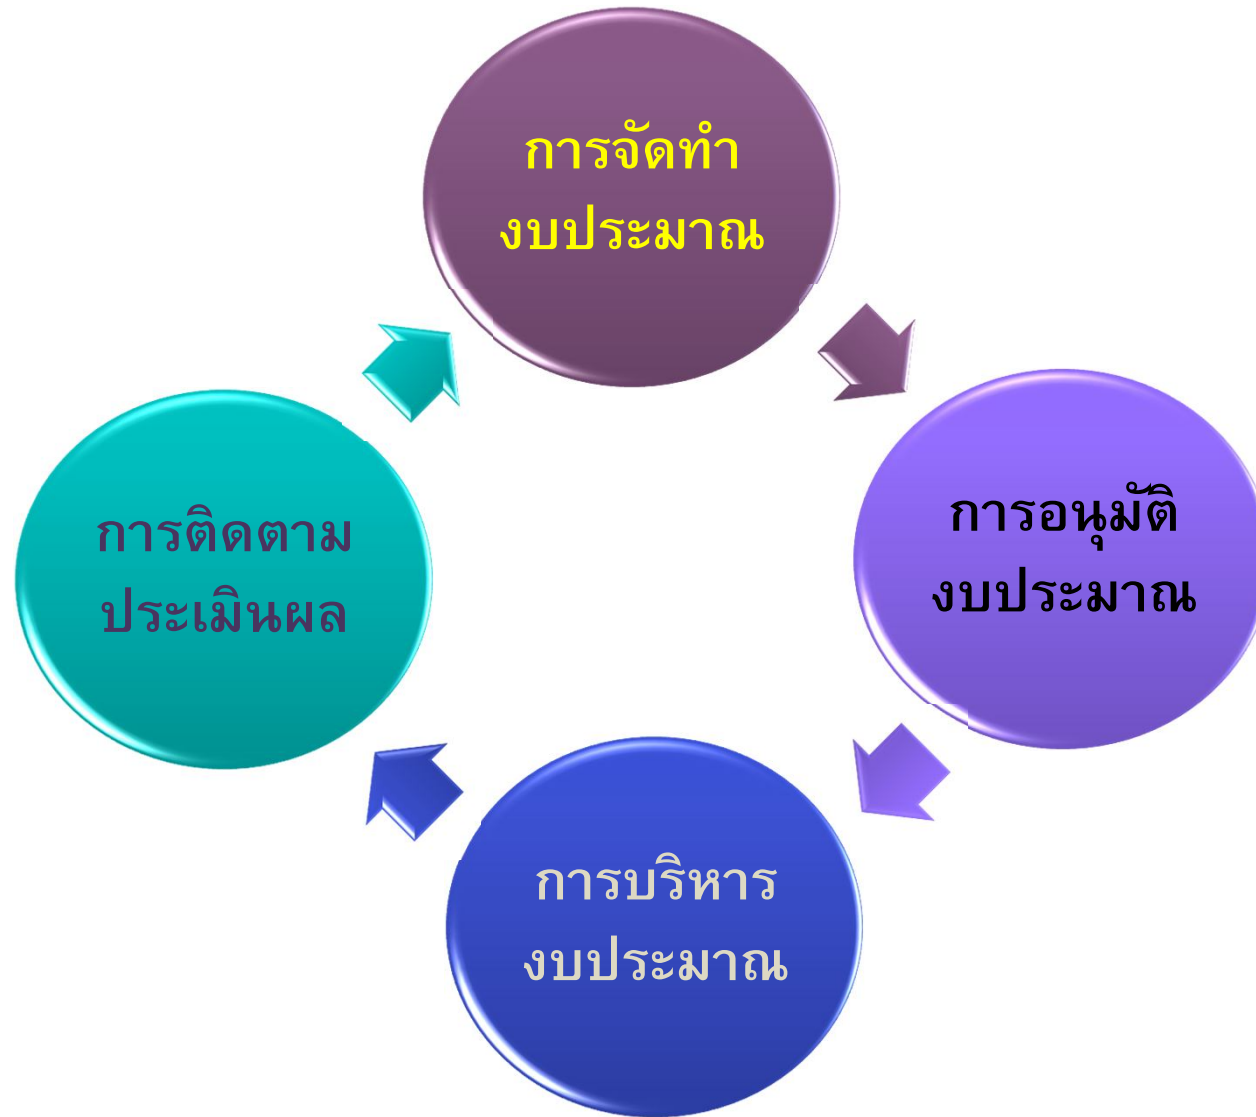 การจัดทำ
งบประมาณ
การอนุมัติ
งบประมาณ
การบริหาร
งบประมาณ
การติดตาม
ประเมินผล